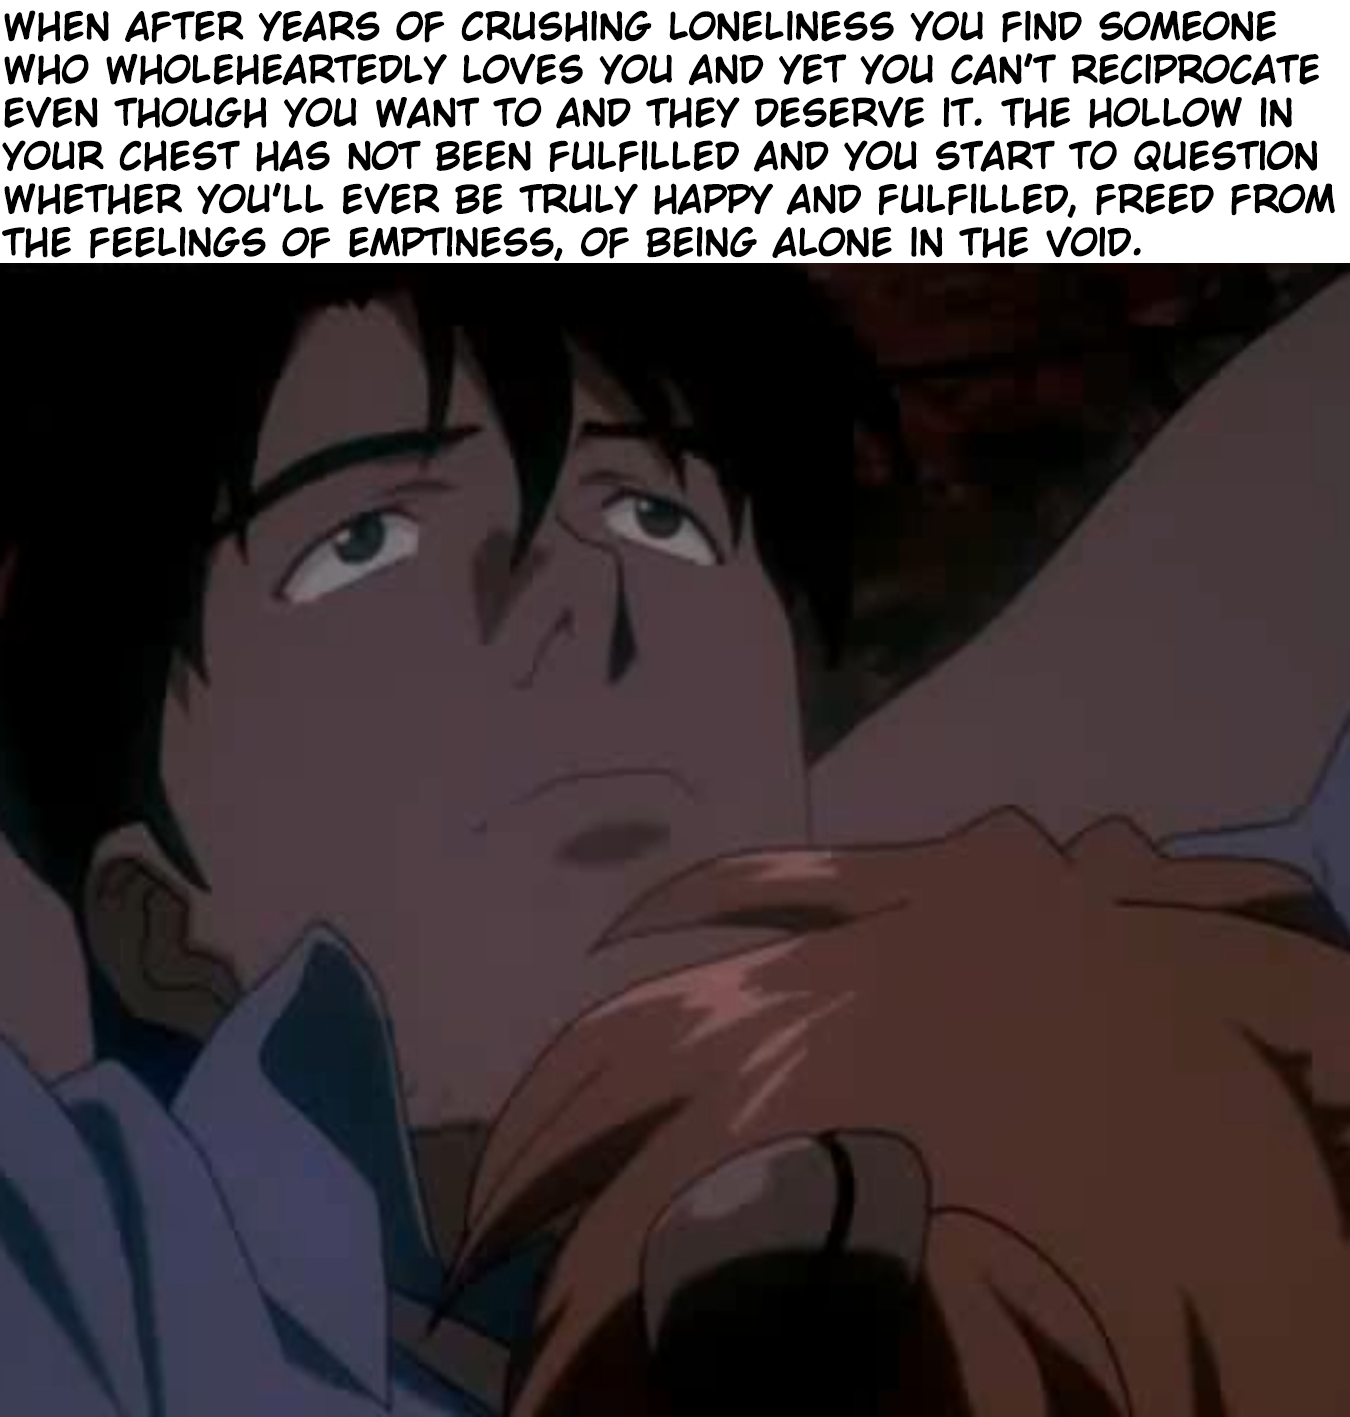 WHEN AFTER YEARS OF CRUSHING LONELINESS YOU FIND SOMEONE
WHO WHOLEHEARTEDLY LOVES YOU AND YET YOU CAN'T RECIPROCATE
EVEN THOUGH YOU WANT TO AND THEY DESERVE IT. THE HOLLOW IN
YOUR CHEST HAS NOT BEEN FULFILLED AND YOU START TO QUESTION
WHETHER YOU'LL EVER BE TRULY HAPPY AND FULFILLED, FREED FROM
THE FEELINGS OF EMPTINESS, OF BEING ALONE IN THE VOID.